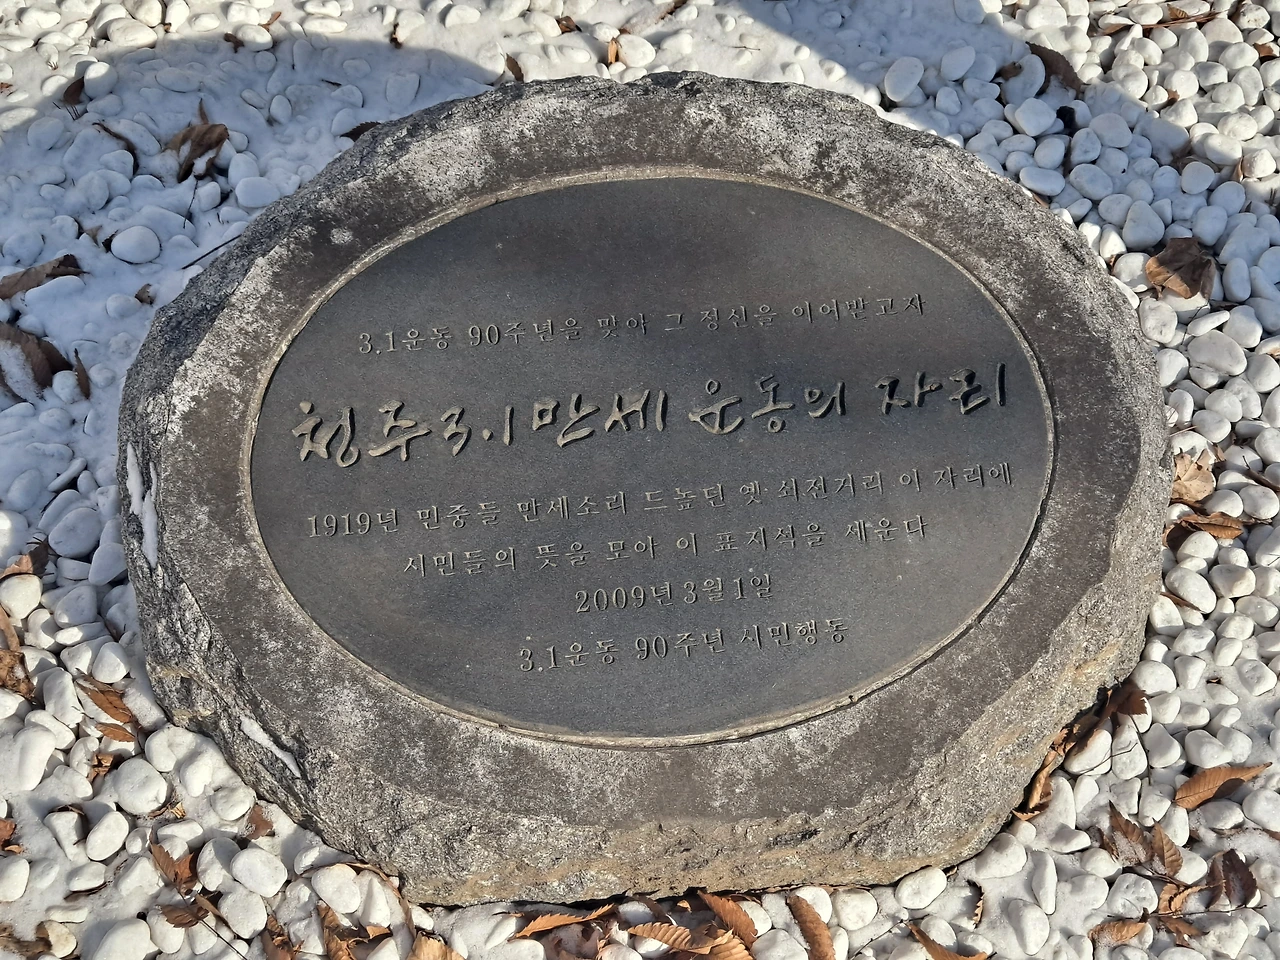 3.1운동 90주년을 맞아 그 정신을 이어받고자
청주 3.1 만세 운동의 자리
1919년 민중들 만세소리 드높던 옛 쇠전거리 이 자리에
시민들의 뜻을 모아 이 표지석을 세운다
2009년 3월 1일
3.1운동 90주년 시민행동